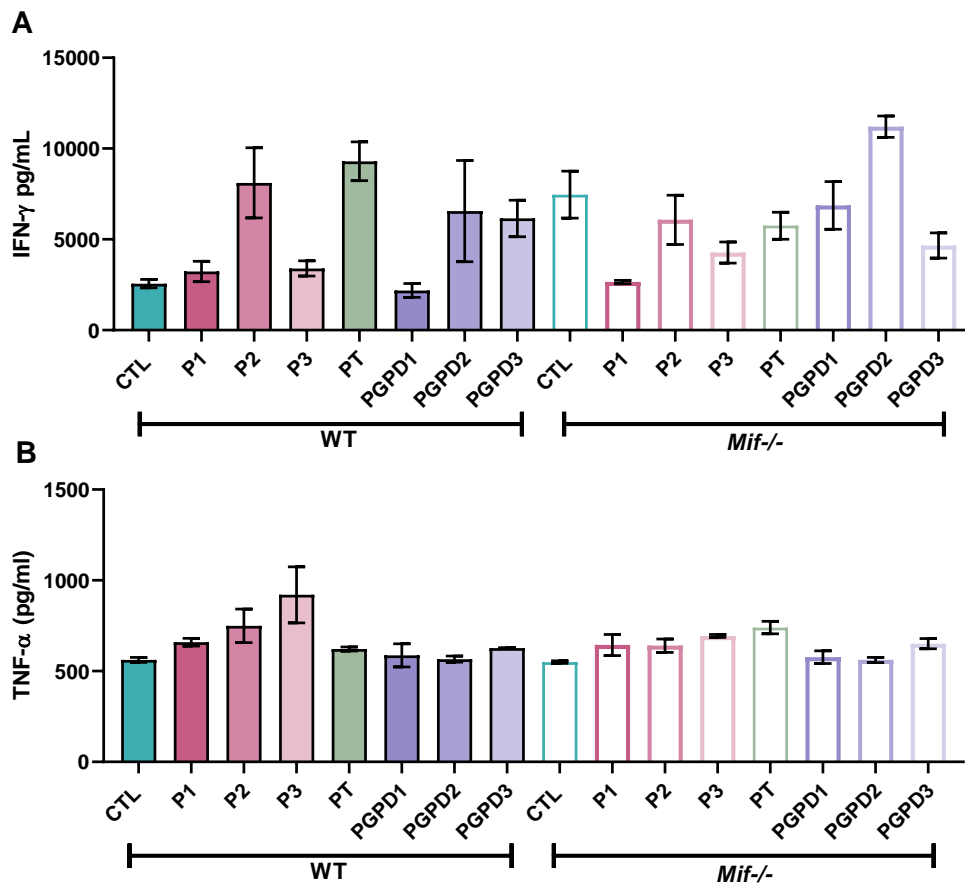 A
IFN-γ pg/mL
15000
10000
5000
0
CTL P1 P2 P3 PT PGPD1 PGPD2 PGPD3 CTL P1 P2 P3 PT PGPD1 PGPD2 PGPD3
WT Mif-/-
B
TNF-α (pg/ml)
1500
1000
500
0
CTL P1 P2 P3 PT PGPD1 PGPD2 PGPD3 CTL P1 P2 P3 PT PGPD1 PGPD2 PGPD3
WT Mif-/-